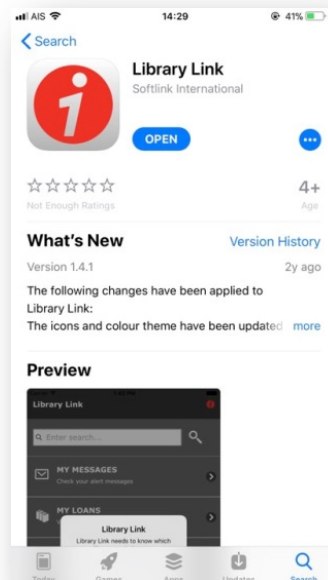 AIS 14:29 41%
Search
i
Library Link
Softlink International
OPEN
Not Enough Ratings
4+
Age
What's New
Version History
Version 1.4.1
2y ago
The following changes have been applied to
Library Link:
The icons and colour theme have been updated more
Preview
Library Link
Enter search...
MY MESSAGES
Check your alert messages
MY LOANS
Library Link
Library Link needs to know which
Today Games Apps Updates Search